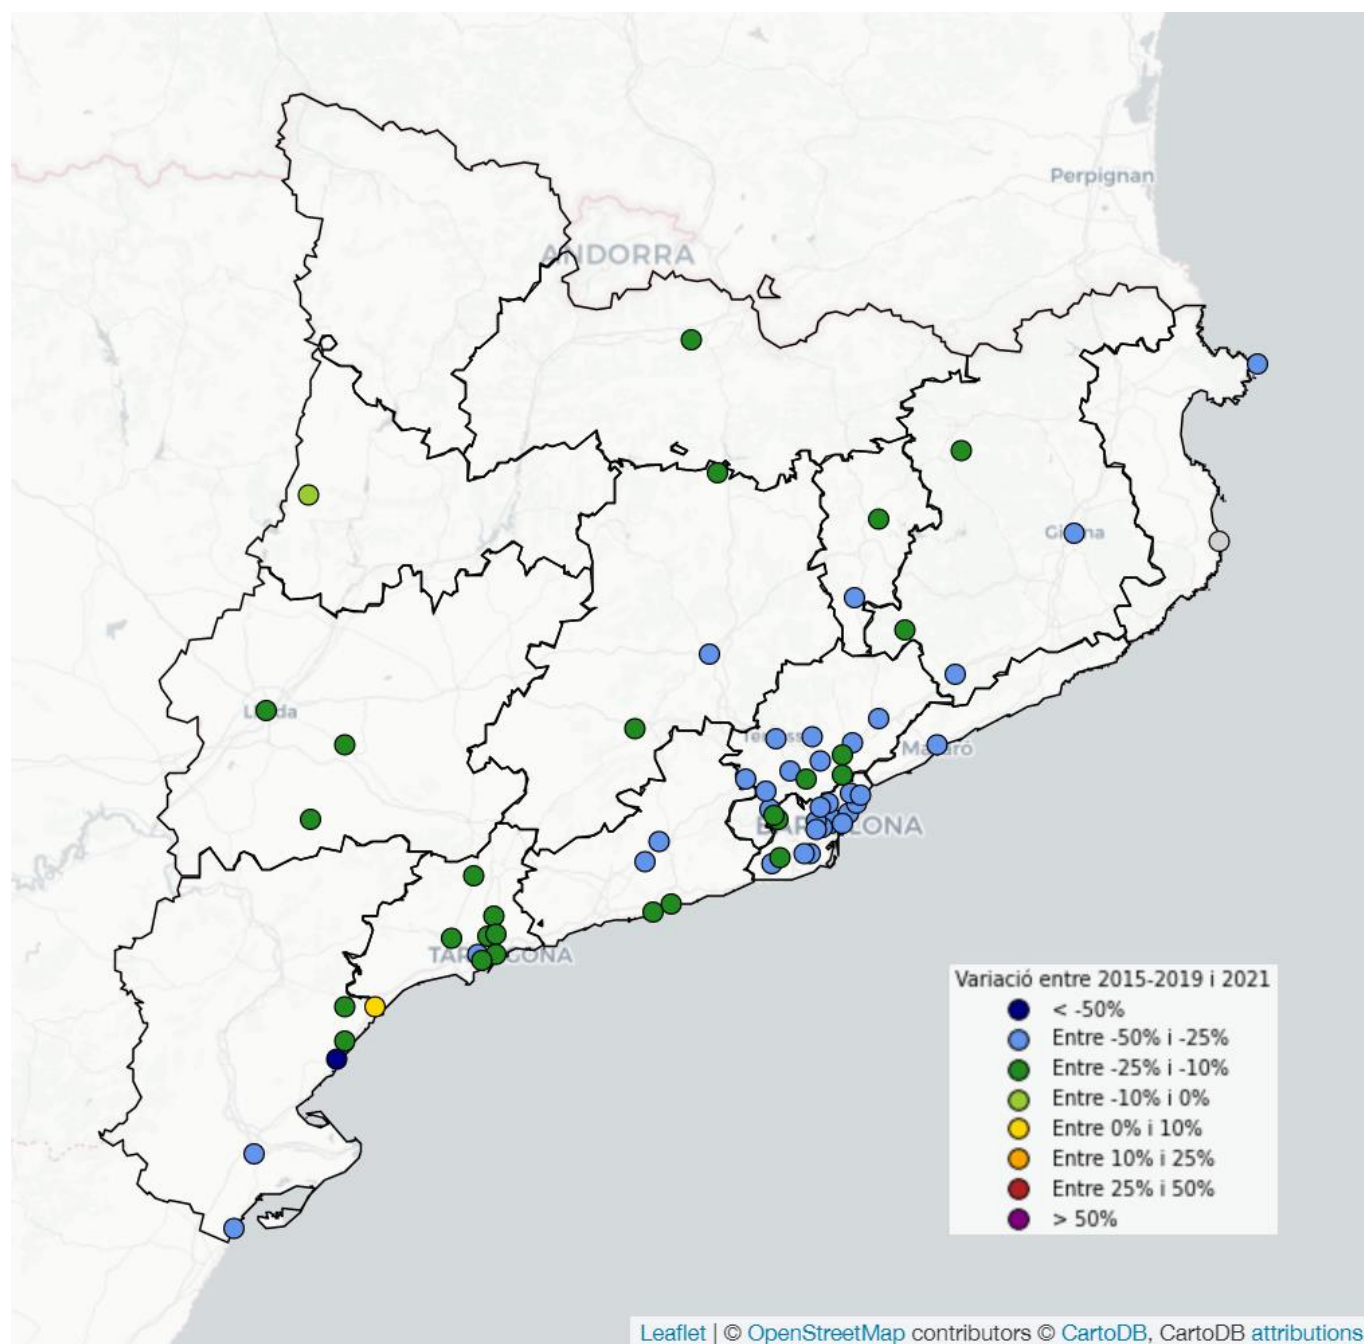 Perpignan
ANDORRA
Girona
Lleida
Terrassa
Mataró
BARCELONA
TARRAGONA
Variació entre 2015-2019 i 2021
< -50%
Entre -50% i -25%
Entre -25% i -10%
Entre -10% i 0%
Entre 0% i 10%
Entre 10% i 25%
Entre 25% i 50%
> 50%
Leaflet | © OpenStreetMap contributors © CartoDB, CartoDB attributions